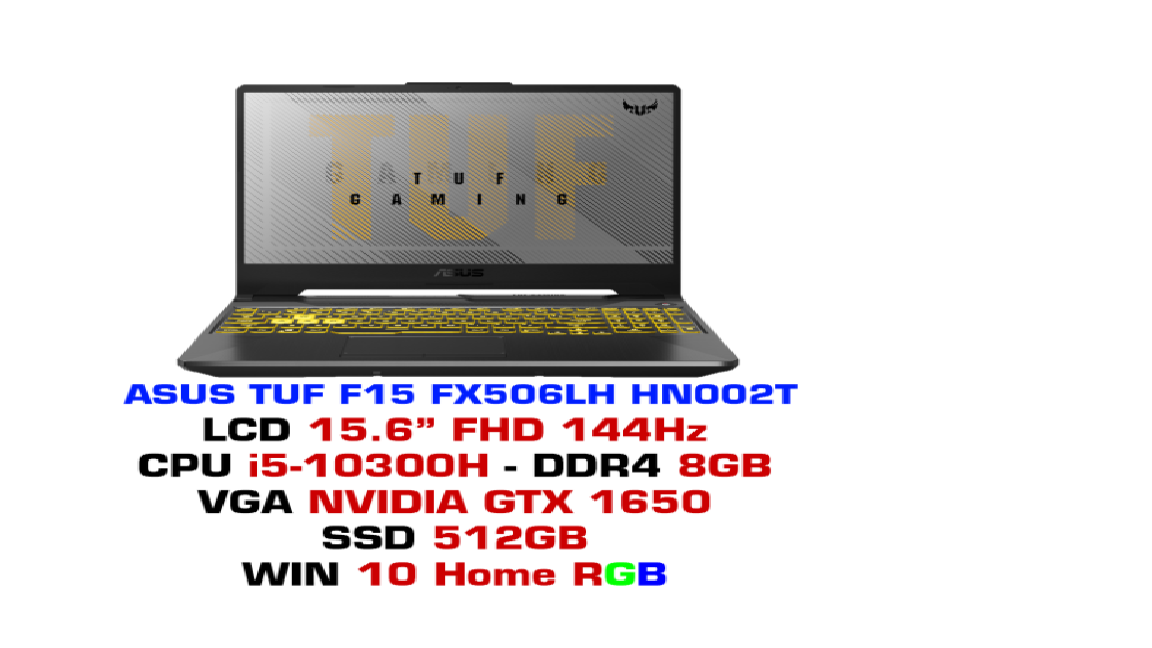 TUF
GAMING
TUF
GAMING
ASUS
ASUS TUF F15 FX506LH HN002T
LCD 15.6” FHD 144Hz
CPU i5-10300H - DDR4 8GB
VGA NVIDIA GTX 1650
SSD 512GB
WIN 10 Home RGB